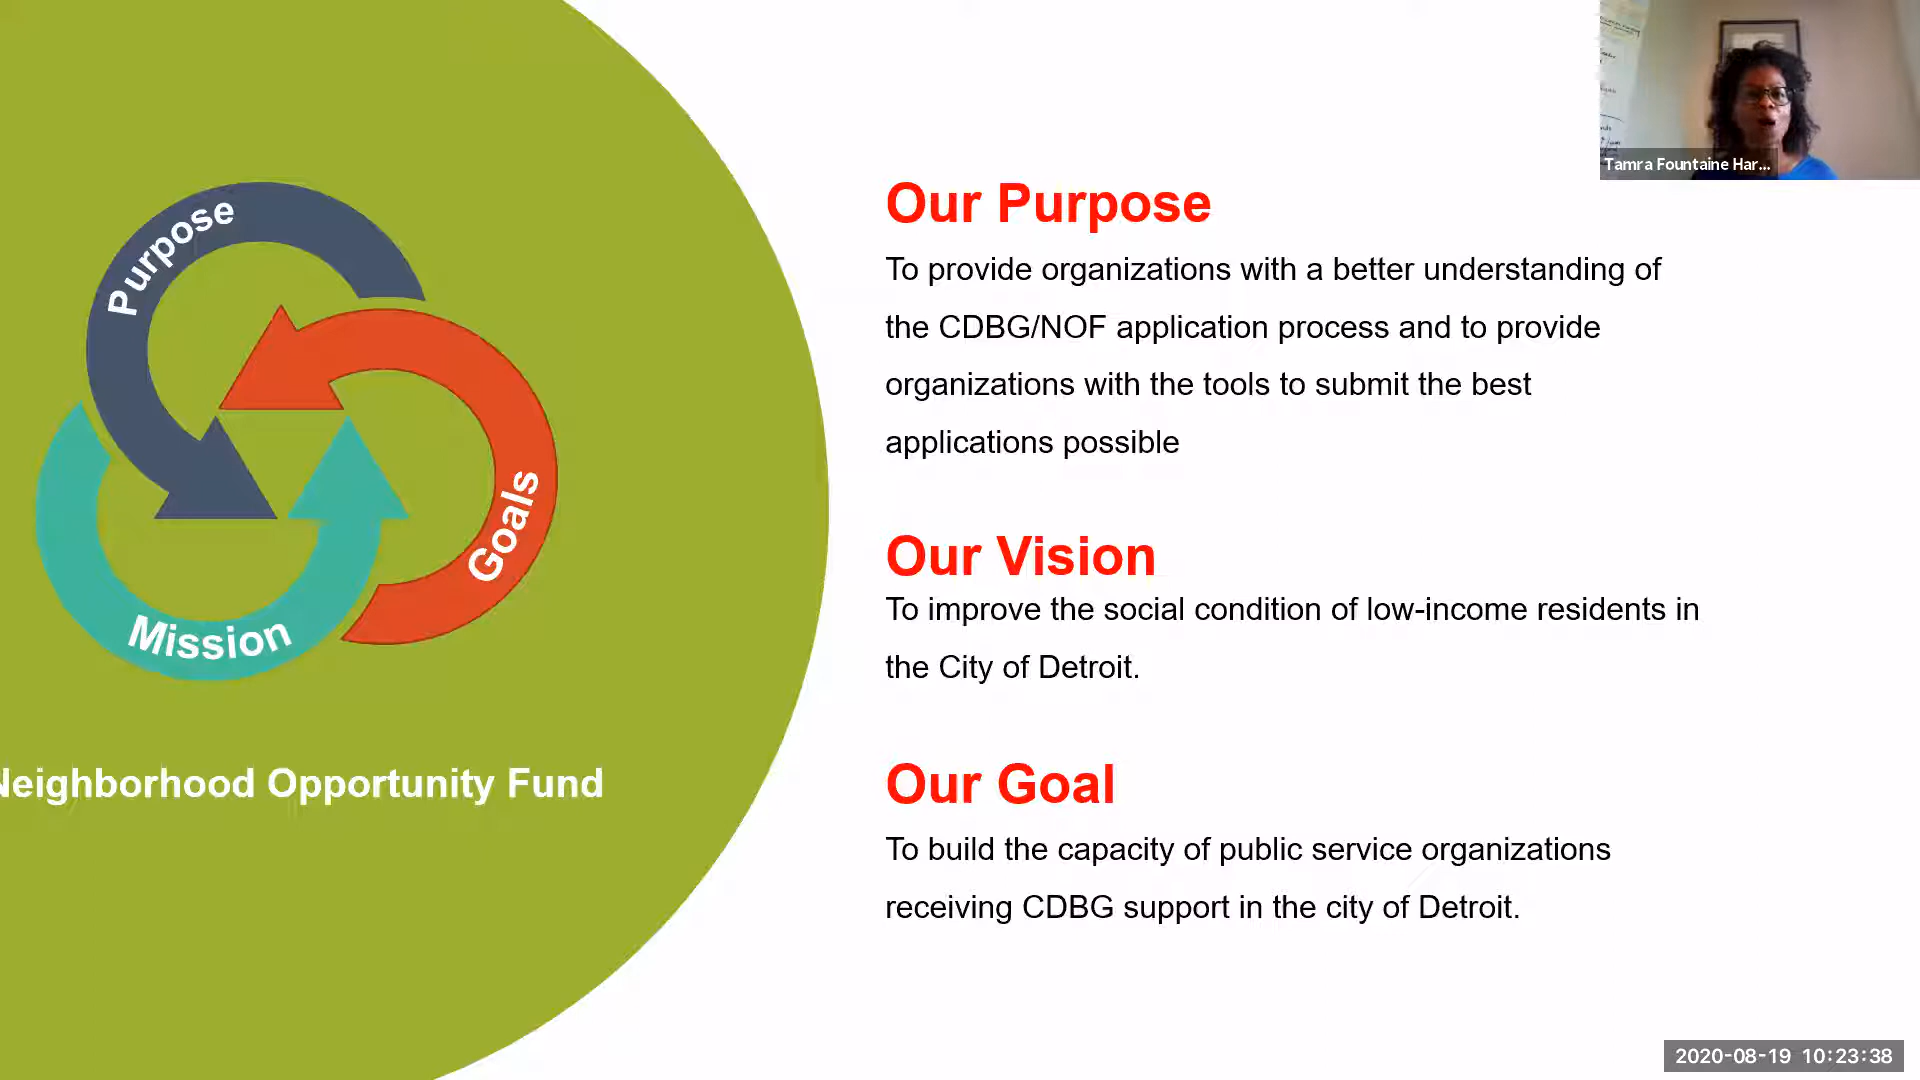 Purpose
Goals
Mission
Neighborhood Opportunity Fund
Our Purpose
To provide organizations with a better understanding of
the CDBG/NOF application process and to provide
organizations with the tools to submit the best
applications possible
Our Vision
To improve the social condition of low-income residents in
the City of Detroit.
Our Goal
To build the capacity of public service organizations
receiving CDBG support in the city of Detroit.
Tamra Fountaine Har...
2020-08-19 10:23:38